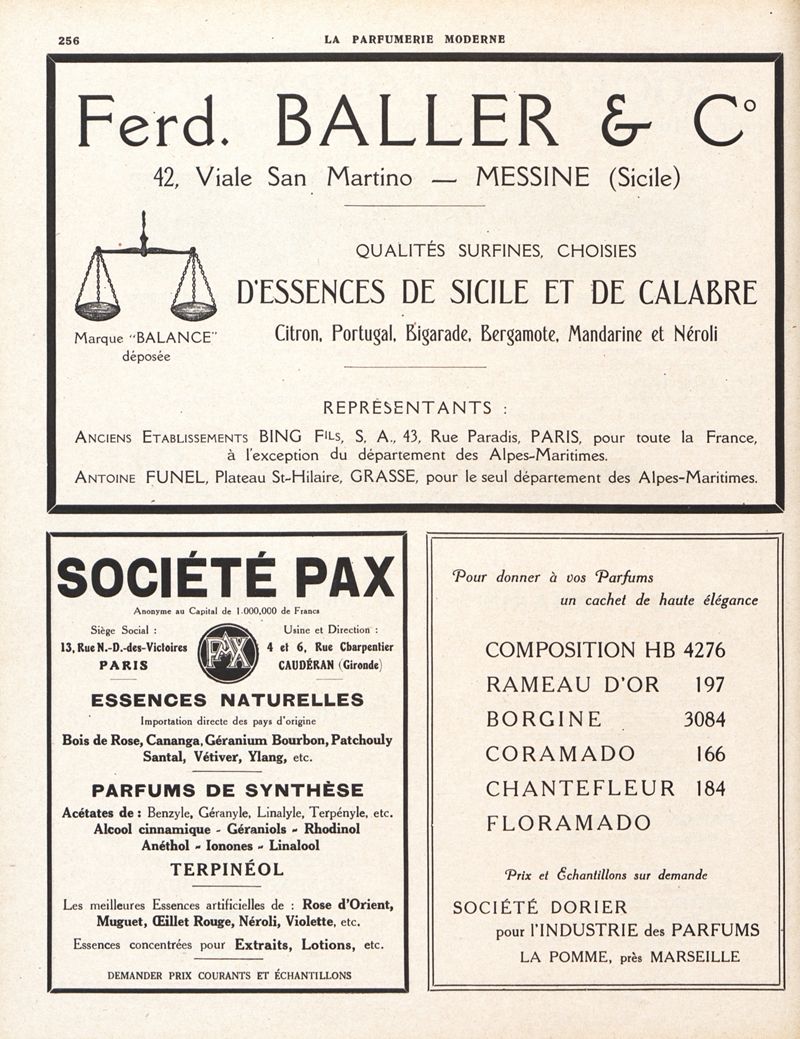 256
LA PARFUMERIE MODERNE
Ferd. BALLER & C°
42, Viale San Martino — MESSINE (Sicile)
QUALITÉS SURFINES, CHOISIES
D'ESSENCES DE SICILE ET DE CALABRE
Citron, Portugal, Bigarade, Bergamote, Mandarine et Néroli
Marque "BALANCE"
déposée
REPRÉSENTANTS :
ANCIENS ETABLISSEMENTS BING FILS, S. A., 43, Rue Paradis, PARIS, pour toute la France,
à l'exception du département des Alpes-Maritimes.
ANTOINE FUNEL, Plateau St-Hilaire, GRASSE, pour le seul département des Alpes-Maritimes.
SOCIÉTÉ PAX
Anonyme au Capital de 1.000,000 de Francs
Siège Social :
13, Rue N.-D.-des-Victoires
PARIS
PAX
Usine et Direction :
4 et 6, Rue Charpentier
CAUDÉRAN (Gironde)
ESSENCES NATURELLES
Importation directe des pays d'origine
Bois de Rose, Cananga, Géranium Bourbon, Patchouly
Santal, Vétiver, Ylang, etc.
PARFUMS DE SYNTHÈSE
Acétates de : Benzyle, Géranyle, Linalyle, Terpényle, etc.
Alcool cinnamique - Géraniols - Rhodinol
Anéthol - Ionones - Linalool
TERPINÉOL
Les meilleures Essences artificielles de : Rose d'Orient,
Muguet, Œillet Rouge, Néroli, Violette, etc.
Essences concentrées pour Extraits, Lotions, etc.
DEMANDER PRIX COURANTS ET ÉCHANTILLONS
Pour donner à vos Parfums
un cachet de haute élégance
COMPOSITION HB 4276
RAMEAU D'OR 197
BORGINE 3084
CORAMADO 166
CHANTEFLEUR 184
FLORAMADO
Prix et Échantillons sur demande
SOCIÉTÉ DORIER
pour l'INDUSTRIE des PARFUMS
LA POMME, près MARSEILLE